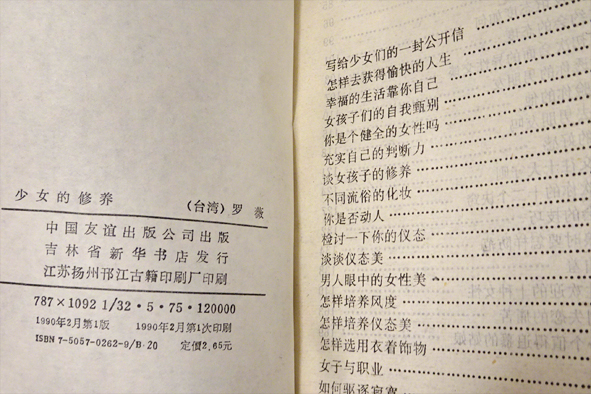 少女的修养
（台湾）罗 薇
中国友谊出版公司出版
吉林省新华书店发行
江苏扬州邗江古籍印刷厂印刷
787×1092 1/32·5·75·120000
1990年2月第1版 1990年2月第1次印刷
ISBN 7-5057-0262-9/B·20 定價2.65元
写给少女们的一封公开信
怎样去获得愉快的人生
幸福的生活靠你自己
女孩子们的自我甄别
你是个健全的女性吗
充实自己的判断力
淡女孩子的修养
不同流俗的化妆
你是否动人
检讨一下你的仪态
谈谈仪态美
男人眼中的女性美
怎样培养风度
怎样培养仪态美
怎样选用衣着饰物
女子与职业
如何驱逐寂寞